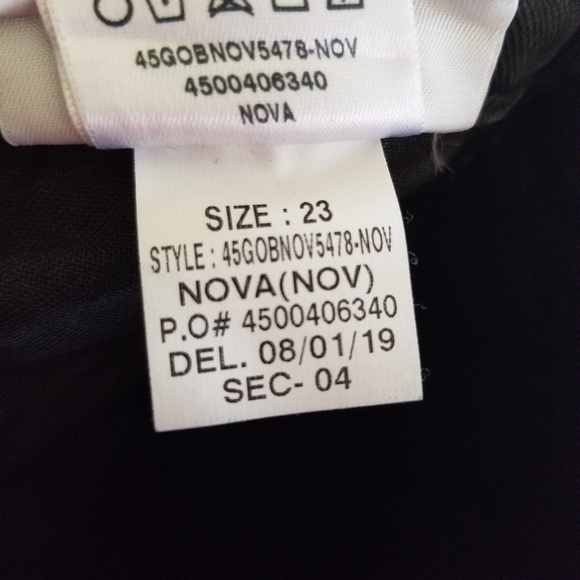 45GOBNOV5478-NOV
4500406340
NOVA
SIZE : 23
STYLE : 45GOBNOV5478-NOV
NOVA(NOV)
P.O# 4500406340
DEL. 08/01/19
SEC- 04